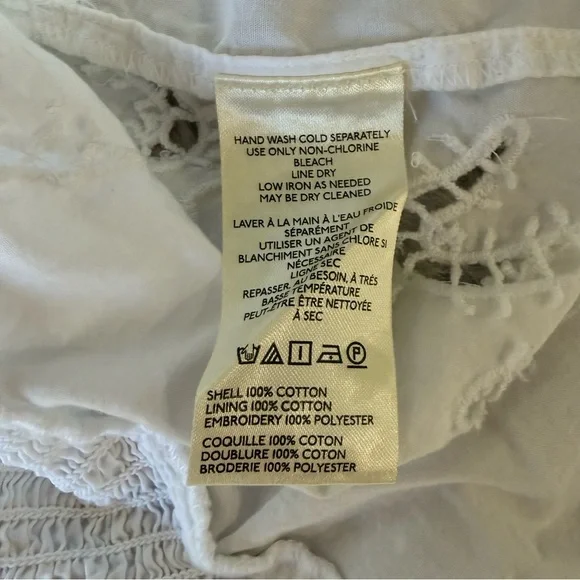 HAND WASH COLD SEPARATELY
USE ONLY NON-CHLORINE
BLEACH
LINE DRY
LOW IRON AS NEEDED
MAY BE DRY CLEANED
LAVER À LA MAIN À L'EAU FROIDE
SÉPARÉMENT
UTILISER UN AGENT DE
BLANCHIMENT SANS CHLORE SI
NÉCESSAIRE
LIGNE SEC
REPASSER, AU BESOIN, À TRÉS
BASSE TEMPÉRATURE
PEUT-ÊTRE ÊTRE NETTOYÉE
À SEC
P
SHELL 100% COTTON
LINING 100% COTTON
EMBROIDERY 100% POLYESTER
COQUILLE 100% COTON
DOUBLURE 100% COTON
BRODERIE 100% POLYESTER